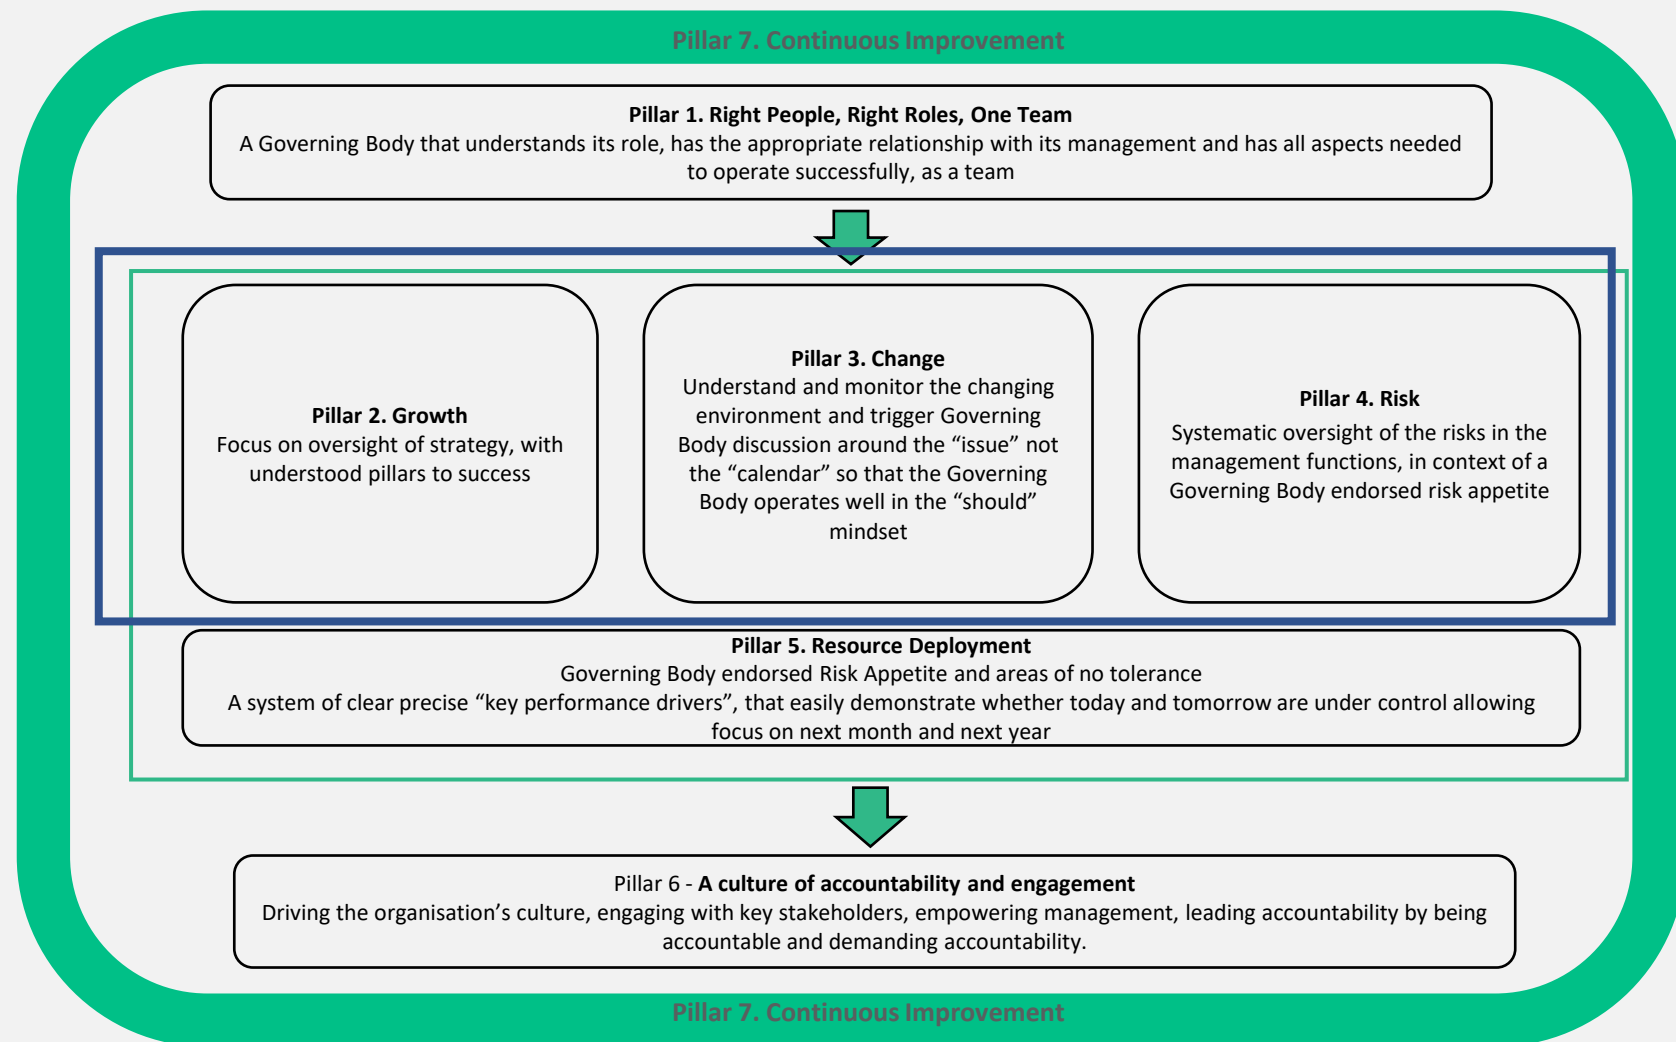 Pillar 7. Continuous Improvement
Pillar 1. Right People, Right Roles, One Team
A Governing Body that understands its role, has the appropriate relationship with its management and has all aspects needed
to operate successfully, as a team
Pillar 2. Growth
Focus on oversight of strategy, with
understood pillars to success
Pillar 3. Change
Understand and monitor the changing
environment and trigger Governing
Body discussion around the “issue” not
the “calendar” so that the Governing
Body operates well in the “should”
mindset
Pillar 4. Risk
Systematic oversight of the risks in the
management functions, in context of a
Governing Body endorsed risk appetite
Pillar 5. Resource Deployment
Governing Body endorsed Risk Appetite and areas of no tolerance
A system of clear precise “key performance drivers”, that easily demonstrate whether today and tomorrow are under control allowing
focus on next month and next year
Pillar 6 - A culture of accountability and engagement
Driving the organisation’s culture, engaging with key stakeholders, empowering management, leading accountability by being
accountable and demanding accountability.
Pillar 7. Continuous Improvement